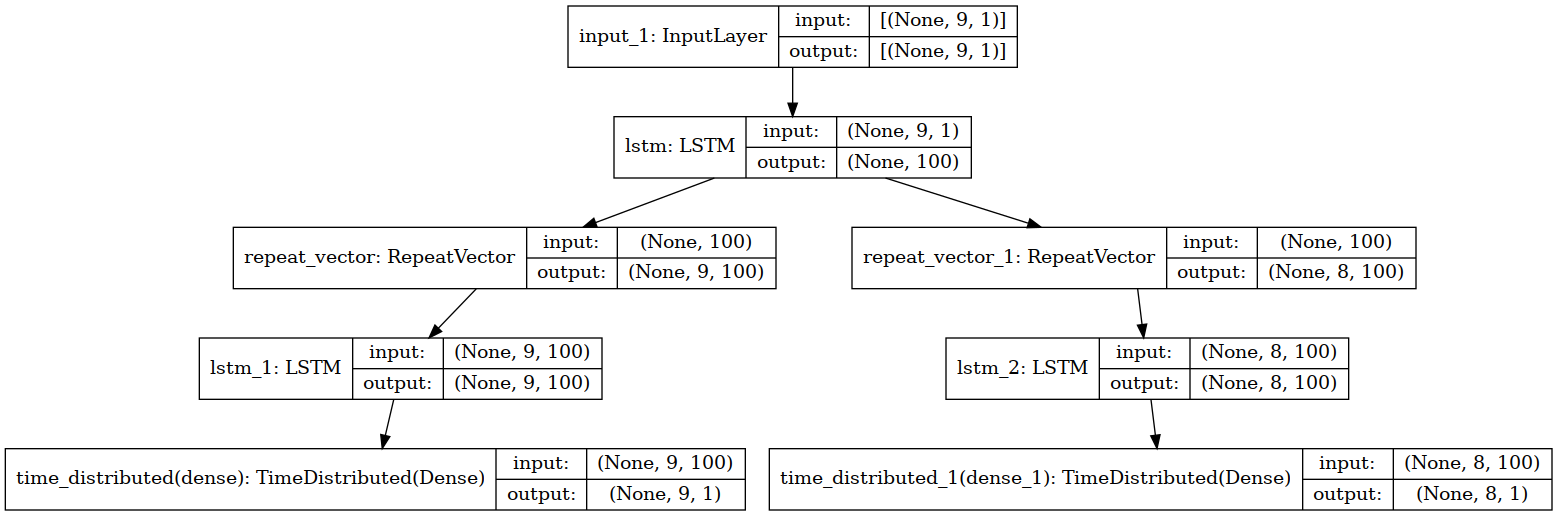 input_1: InputLayer
input: [(None, 9, 1)]
output: [(None, 9, 1)]
lstm: LSTM
input: (None, 9, 1)
output: (None, 100)
repeat_vector: RepeatVector
input: (None, 100)
output: (None, 9, 100)
repeat_vector_1: RepeatVector
input: (None, 100)
output: (None, 8, 100)
lstm_1: LSTM
input: (None, 9, 100)
output: (None, 9, 100)
lstm_2: LSTM
input: (None, 8, 100)
output: (None, 8, 100)
time_distributed(dense): TimeDistributed(Dense)
input: (None, 9, 100)
output: (None, 9, 1)
time_distributed_1(dense_1): TimeDistributed(Dense)
input: (None, 8, 100)
output: (None, 8, 1)